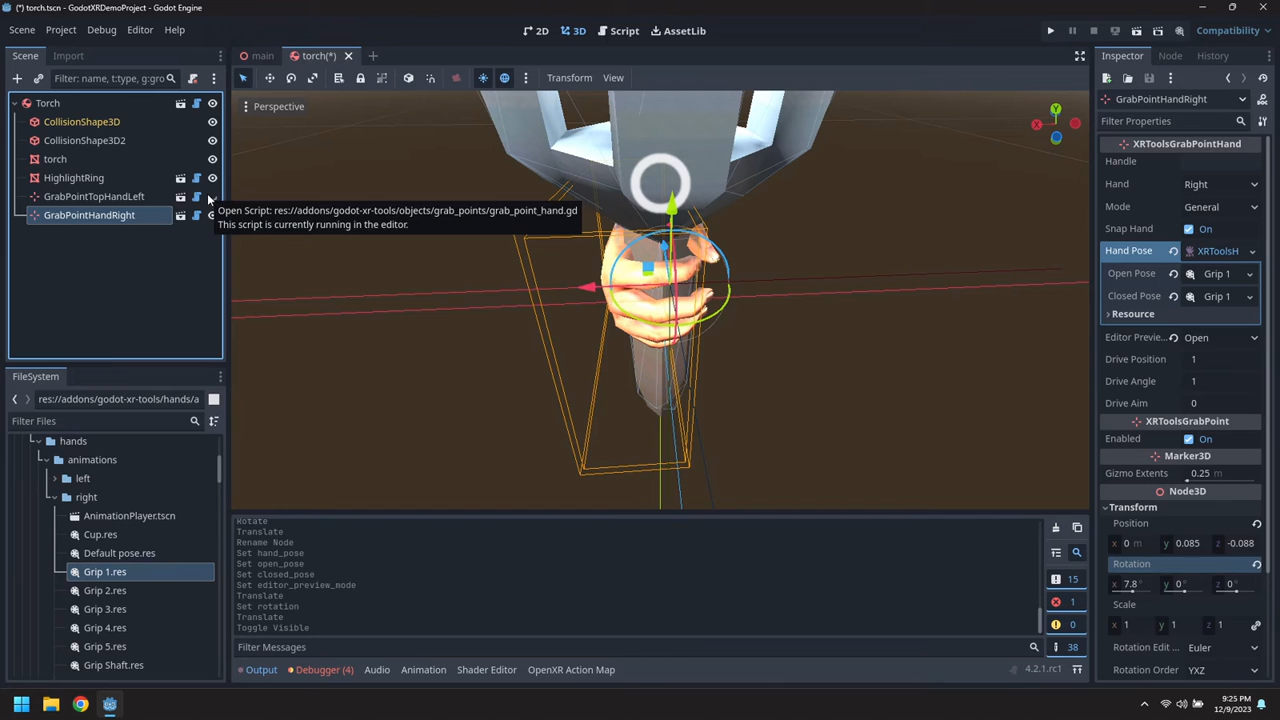 (*) torch.tscn - GodotXRDemoProject - Godot Engine
Scene Project Debug Editor Help
2D 3D Script AssetLib
Compatibility
Scene Import
main torch(*)
Filter: name, t:type, g:gro
Transform View
Torch
CollisionShape3D
CollisionShape3D2
torch
HighlightRing
GrabPointTopHandLeft
GrabPointHandRight
Perspective
Y
X
Open Script: res://addons/godot-xr-tools/objects/grab_points/grab_point_hand.gd
This script is currently running in the editor.
FileSystem
res://addons/godot-xr-tools/hands/a
Filter Files
hands
animations
left
right
AnimationPlayer.tscn
Cup.res
Default pose.res
Grip 1.res
Grip 2.res
Grip 3.res
Grip 4.res
Grip 5.res
Grip Shaft.res
Rotate
Translate
Rename Node
Set hand_pose
Set open_pose
Set closed_pose
Set editor_preview_mode
Translate
Set rotation
Translate
Toggle Visible
Filter Messages
15
1
0
38
Output Debugger (4) Audio Animation Shader Editor OpenXR Action Map
4.2.1.rc1
Inspector Node History
GrabPointHandRight
Filter Properties
XRToolsGrabPointHand
Handle
Hand Right
Mode General
Snap Hand On
Hand Pose XRToolsH
Open Pose Grip 1
Closed Pose Grip 1
Resource
Editor Previe... Open
Drive Position 1
Drive Angle 1
Drive Aim 0
XRToolsGrabPoint
Enabled On
Marker3D
Gizmo Extents 0.25 m
Node3D
Transform
Position
x 0 m y 0.085 z -0.088
Rotation
x 7.8 ° y 0 ° z 0 °
Scale
x 1 y 1 z 1
Rotation Edit ... Euler
Rotation Order YXZ
9:25 PM
12/9/2023